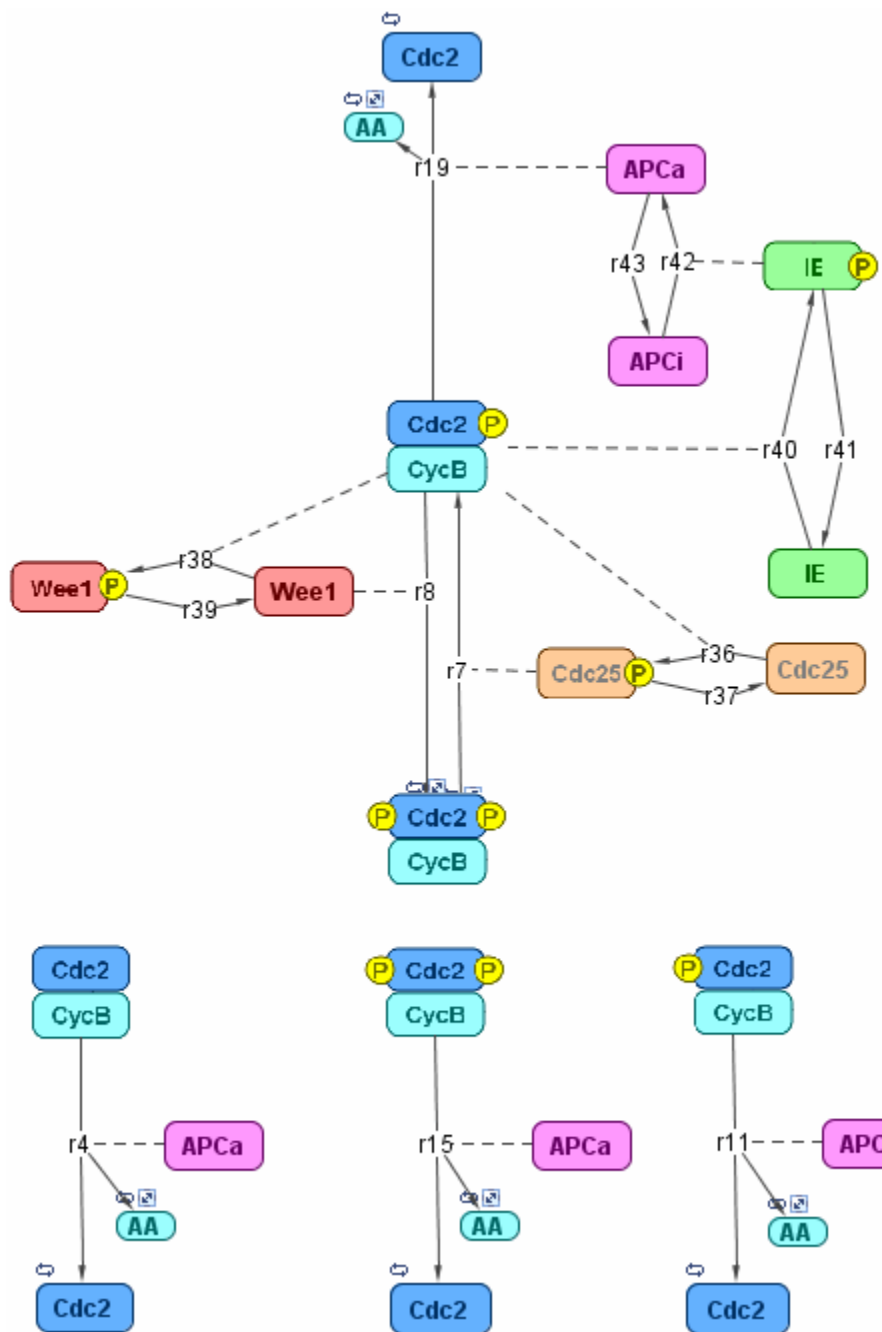 Cdc2
AA
r19
APCa
r43
r42
IE
P
APCi
Cdc2
P
CycB
r40
r41
r38
Wee1
P
Wee1
r8
IE
r39
r7
Cdc25
P
r36
Cdc25
r37
P
Cdc2
P
CycB
Cdc2
P
Cdc2
P
P
Cdc2
CycB
CycB
CycB
r4
APCa
r15
APCa
r11
APC
AA
AA
AA
Cdc2
Cdc2
Cdc2